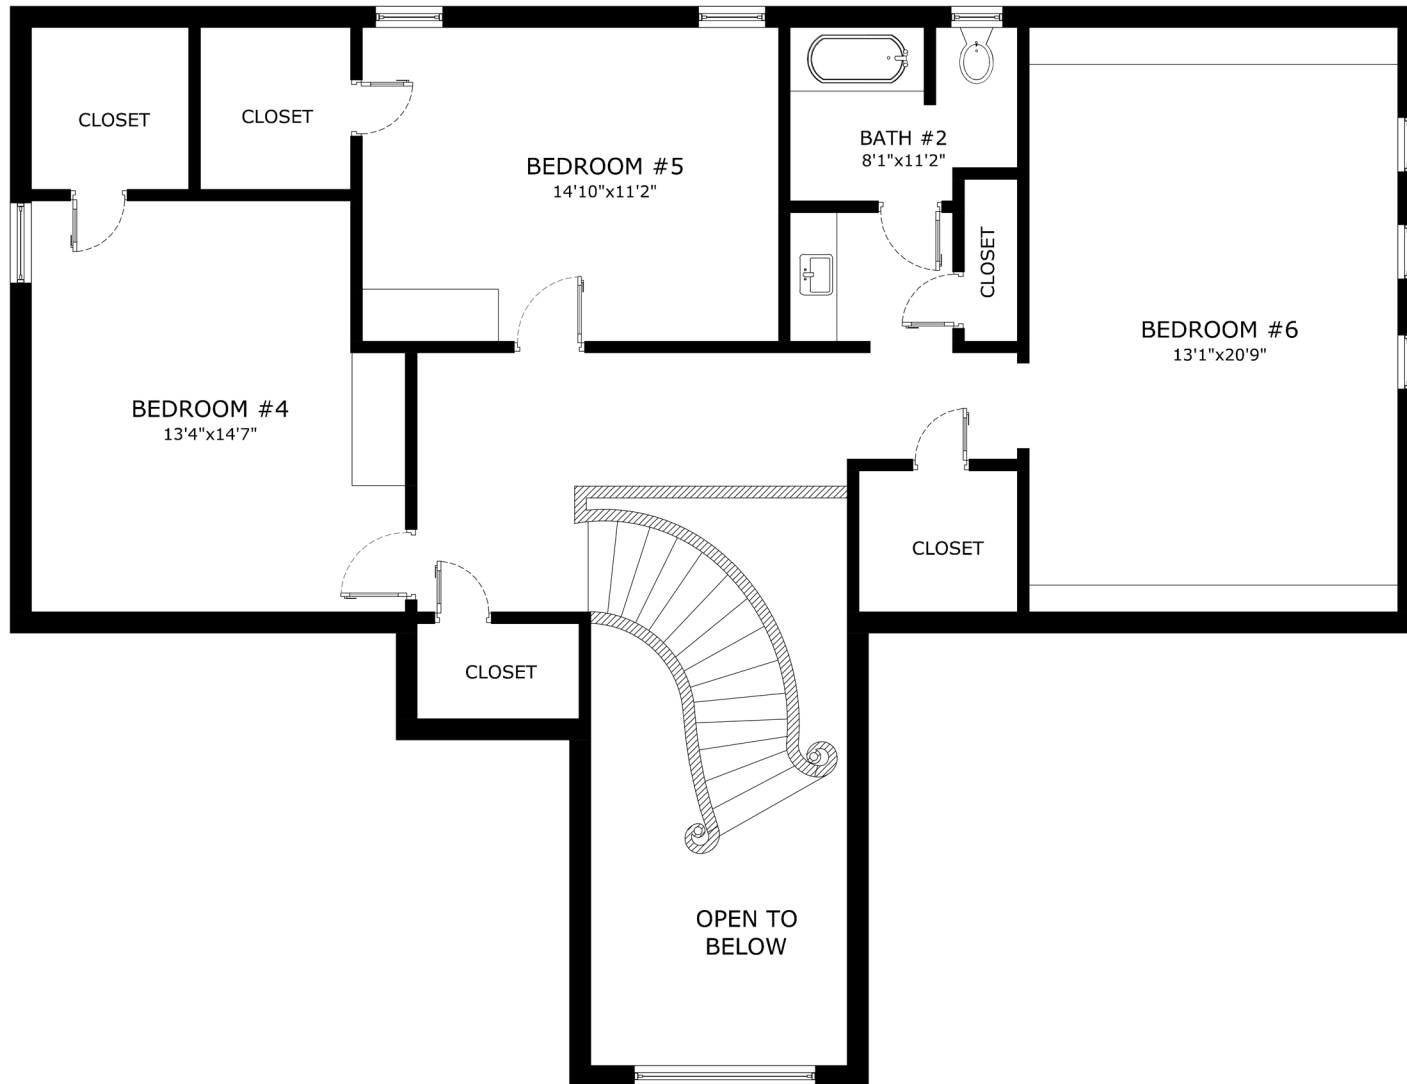 CLOSET
CLOSET
BEDROOM #5
14'10"x11'2"
BATH #2
8'1"x11'2"
CLOSET
BEDROOM #6
13'1"x20'9"
BEDROOM #4
13'4"x14'7"
CLOSET
CLOSET
OPEN TO
BELOW